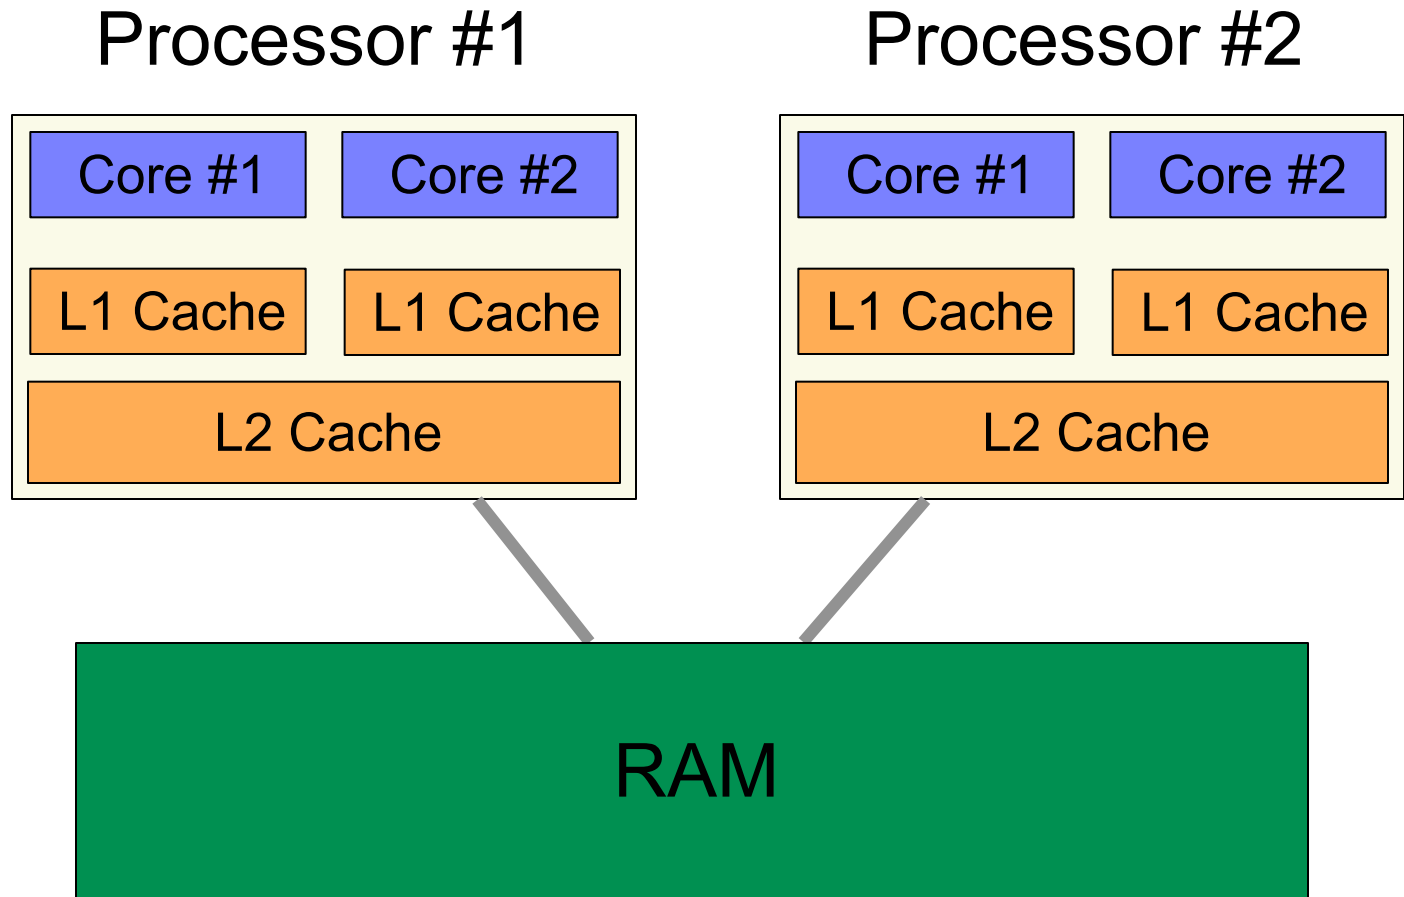 Processor #1
Processor #2
Core #1
Core #2
Core #1
Core #2
L1 Cache
L1 Cache
L1 Cache
L1 Cache
L2 Cache
L2 Cache
RAM